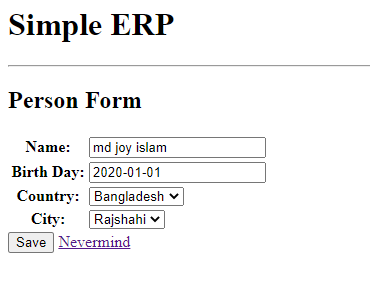 Simple ERP
Person Form
Name: md joy islam
Birth Day: 2020-01-01
Country: Bangladesh
City: Rajshahi
Save Nevermind